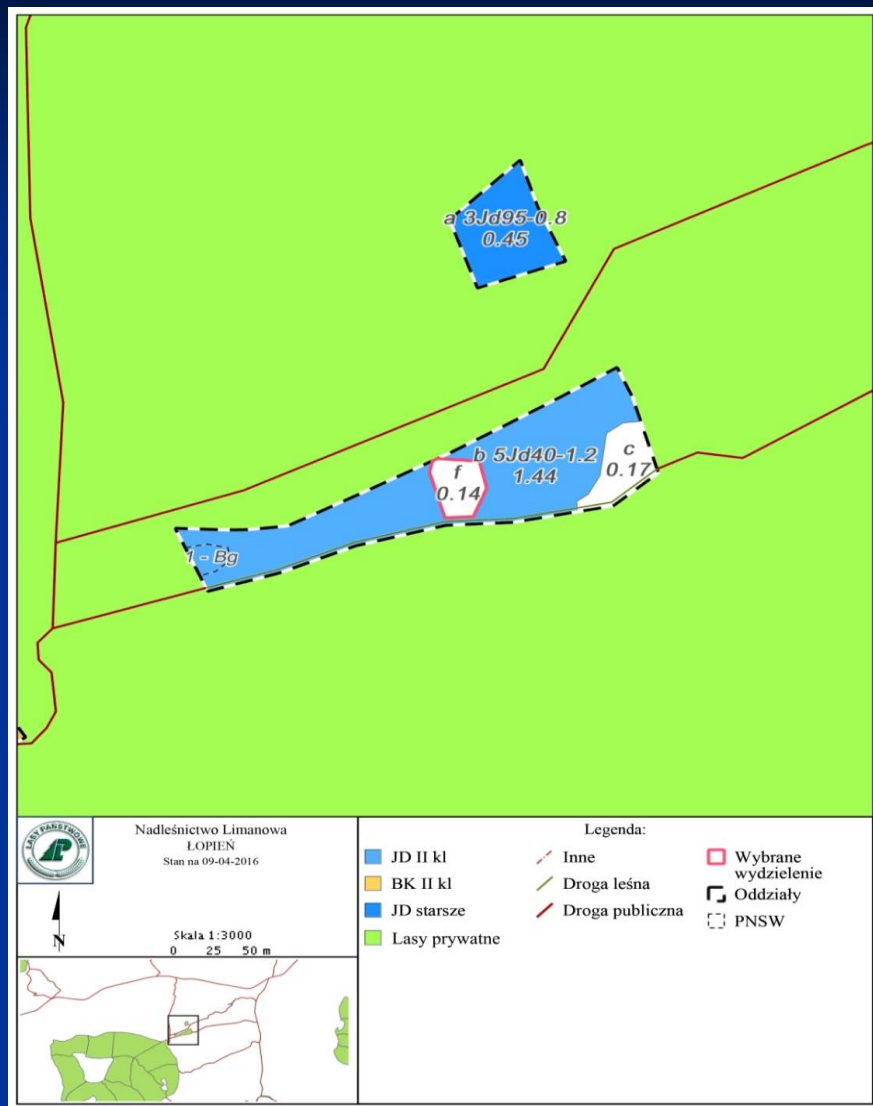 a 3Jd95-0.8
0.45
b 5Jd40-1.2
1.44
c
0.17
f
0.14
1 - Bg
LASY PAŃSTWOWE
Nadleśnictwo Limanowa
ŁOPIEŃ
Stan na 09-04-2016
N
Skala 1:3000
0 25 50 m
Legenda:
JD II kl
BK II kl
JD starsze
Lasy prywatne
Inne
Droga leśna
Droga publiczna
Wybrane
wydzielenie
Oddziały
PNSW